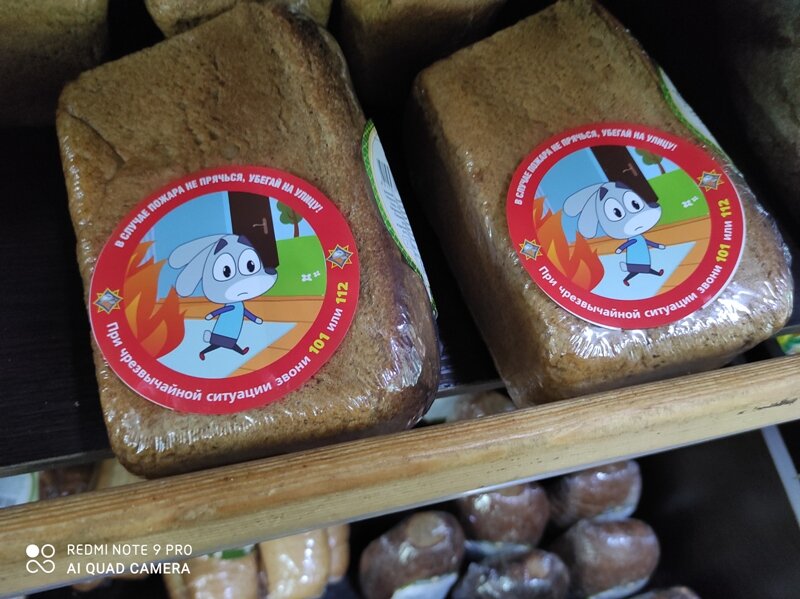 В СЛУЧАЕ ПОЖАРА НЕ ПРЯЧЬСЯ, УБЕГАЙ НА УЛИЦУ!
При чрезвычайной ситуации звони 101 или 112
В СЛУЧАЕ ПОЖАРА НЕ ПРЯЧЬСЯ, УБЕГАЙ НА УЛИЦУ!
При чрезвычайной ситуации звони 101 или 112
REDMI NOTE 9 PRO
AI QUAD CAMERA